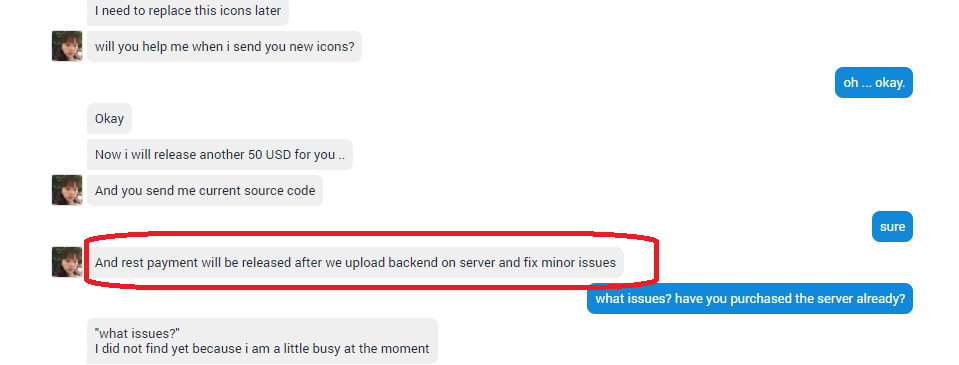 I need to replace this icons later
will you help me when i send you new icons?
oh ... okay.
Okay
Now i will release another 50 USD for you ..
And you send me current source code
sure
And rest payment will be released after we upload backend on server and fix minor issues
what issues? have you purchased the server already?
"what issues?"
I did not find yet because i am a little busy at the moment